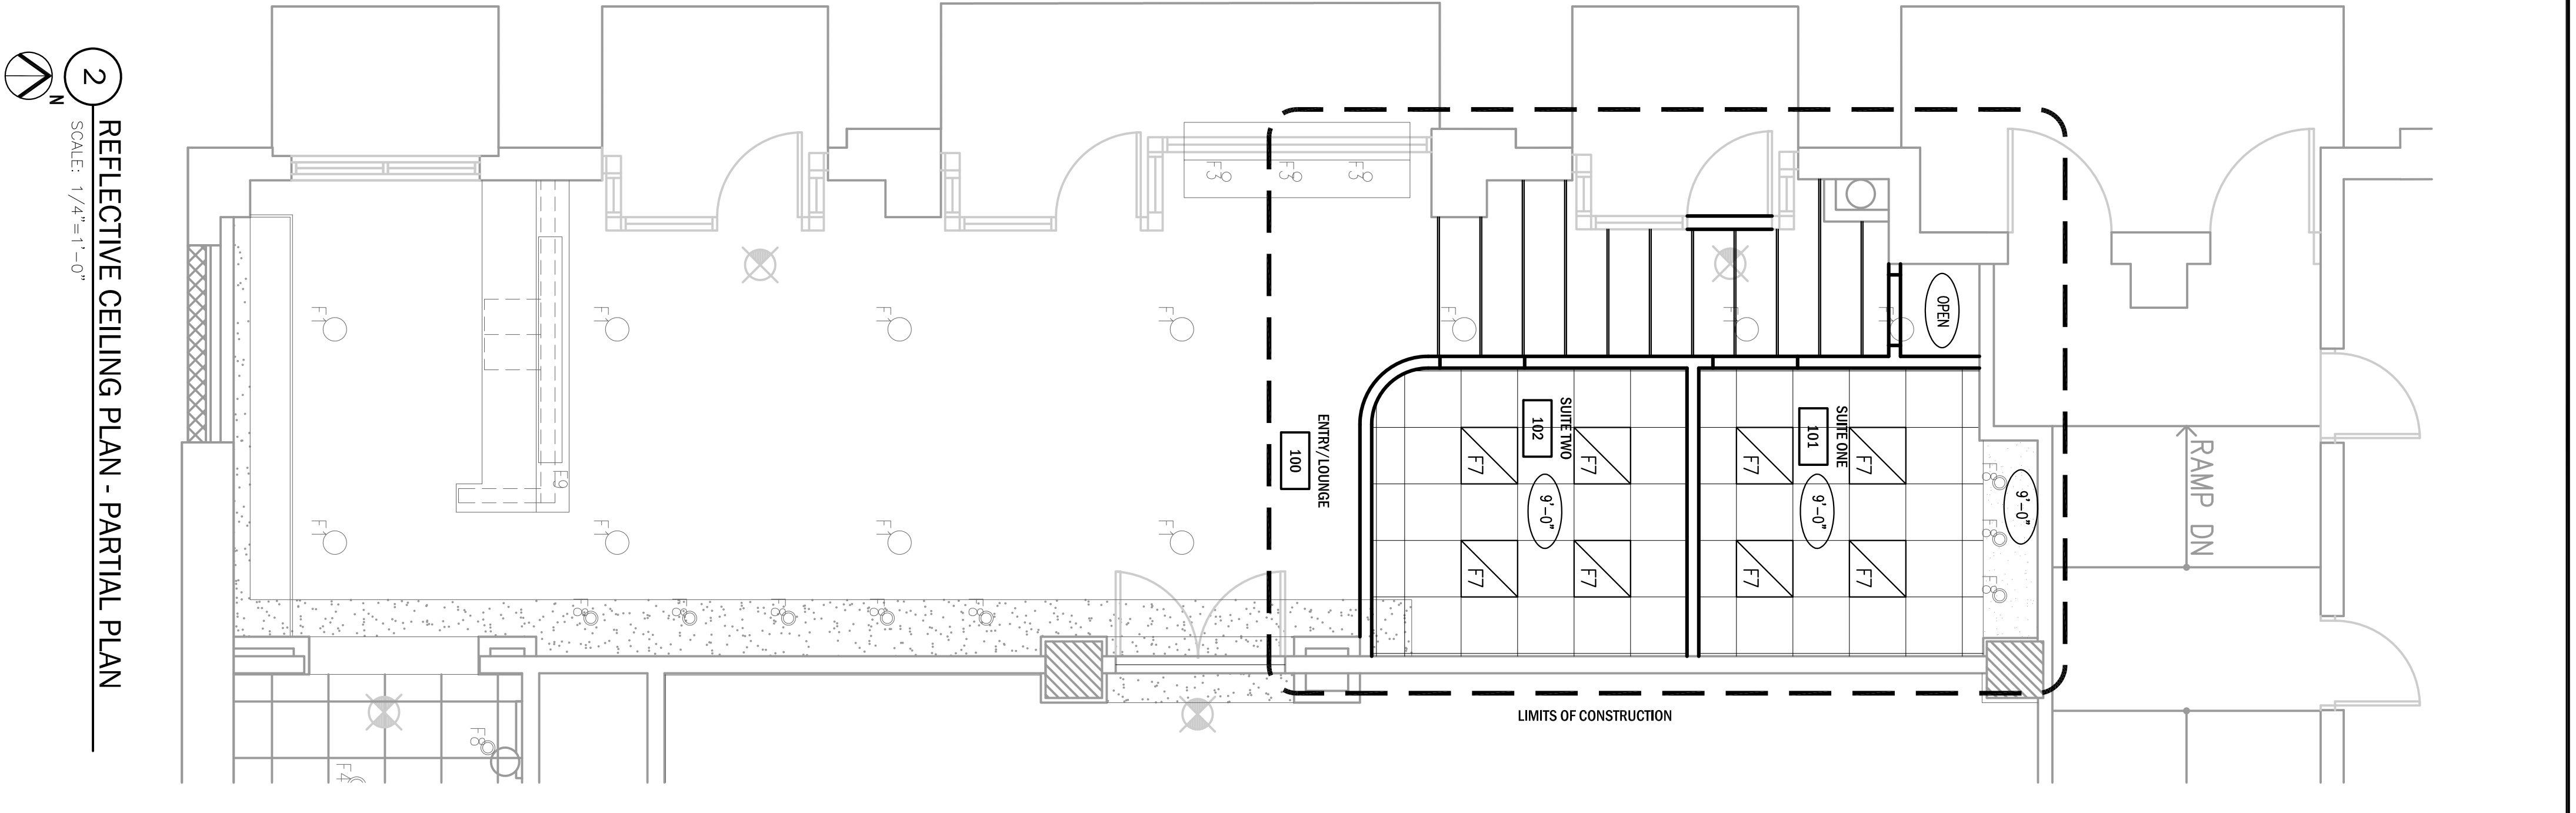 2
REFLECTIVE CEILING PLAN - PARTIAL PLAN
SCALE: 1/4"=1'-0"
N
F3
F3
F3
F1
F1
F1
F1
F1
F1
F1
OPEN
F9
F1
F1
F1
F1
F8
F8
F8
F8
F8
ENTRY/LOUNGE
100
SUITE TWO
102
9'-0"
F7
F7
F7
F7
SUITE ONE
101
9'-0"
F7
F7
F7
F7
F8
F8
F8
9'-0"
RAMP DN
LIMITS OF CONSTRUCTION
F8
F4